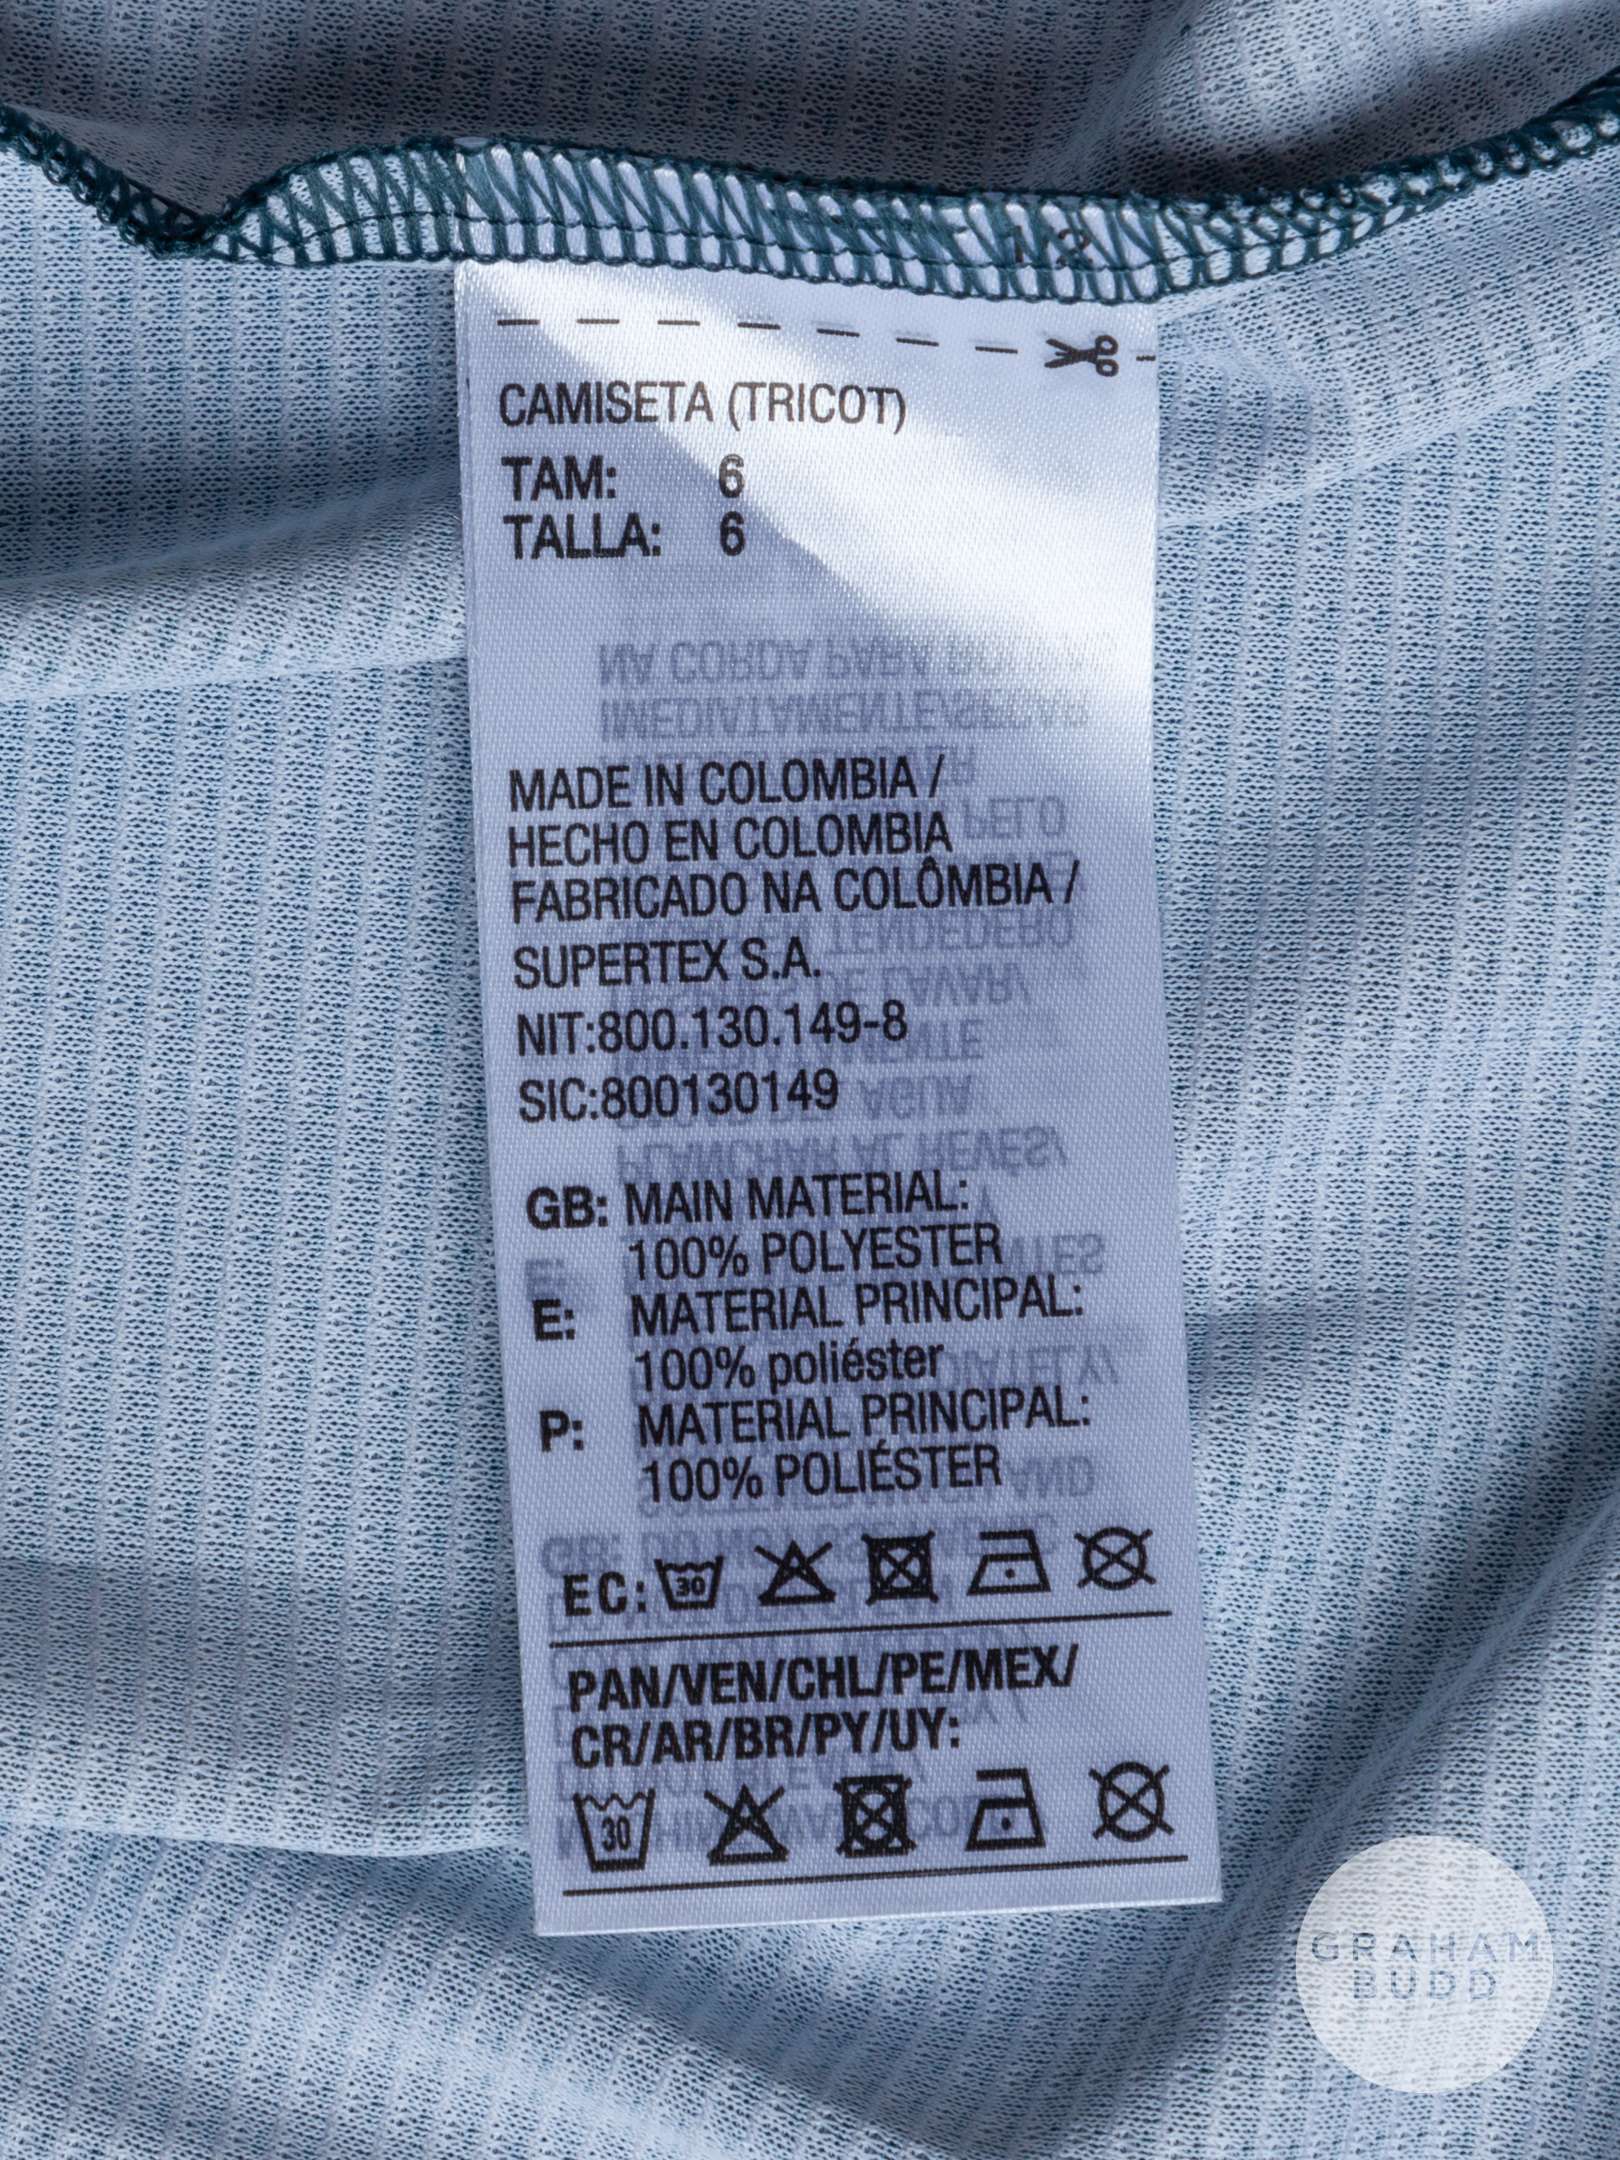 CAMISETA (TRICOT)
TAM: 6
TALLA: 6
MADE IN COLOMBIA /
HECHO EN COLOMBIA
FABRICADO NA COLÔMBIA /
SUPERTEX S.A.
NIT:800.130.149-8
SIC:800130149
GB: MAIN MATERIAL:
100% POLYESTER
E: MATERIAL PRINCIPAL:
100% poliéster
P: MATERIAL PRINCIPAL:
100% POLIÉSTER
EC: 30
PAN/VEN/CHL/PE/MEX/
CR/AR/BR/PY/UY:
30
GRAHAM
BUDD